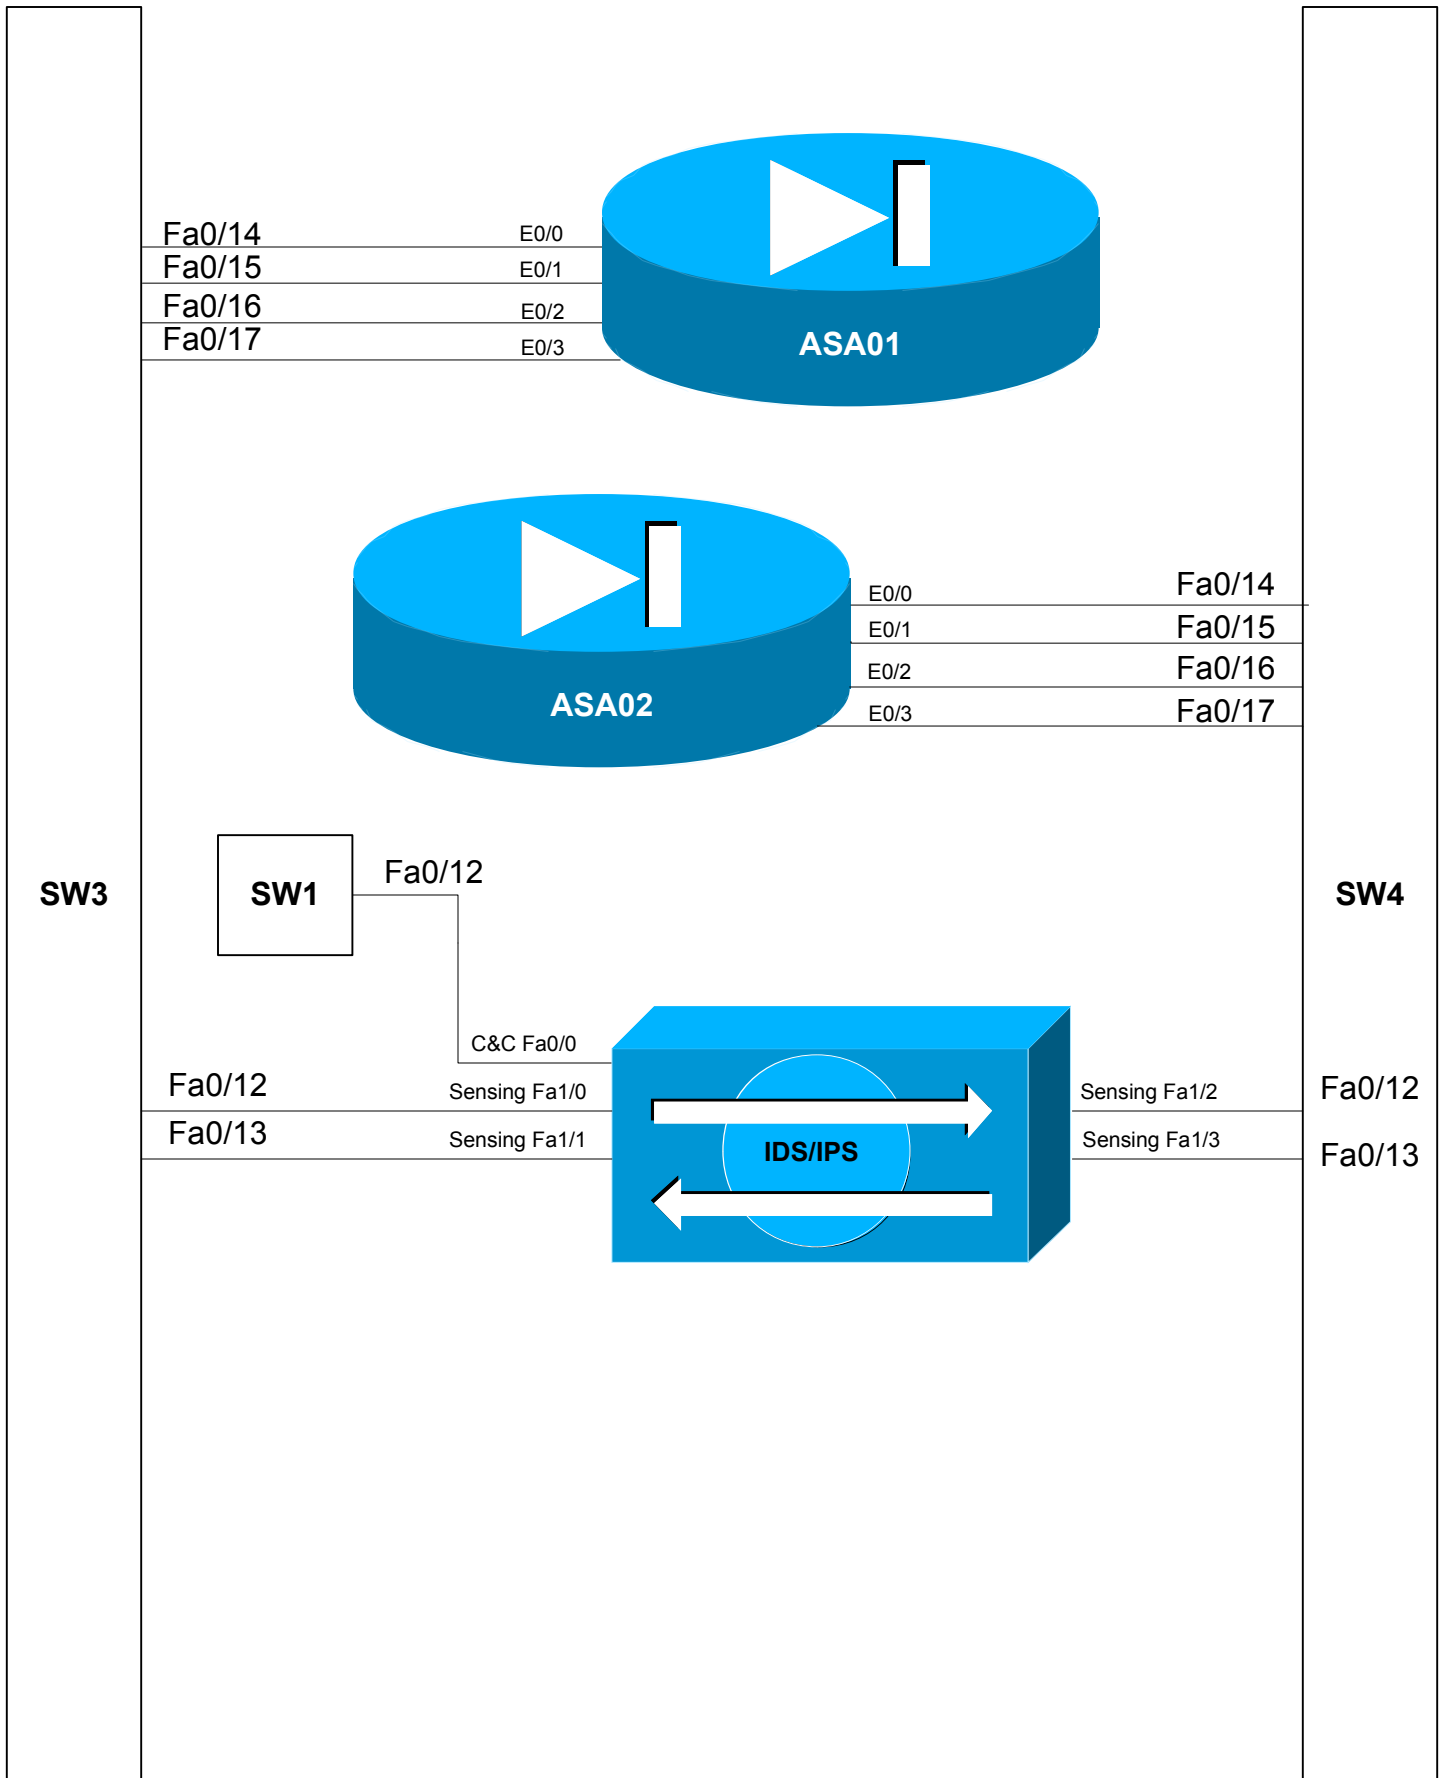 Fa0/14
E0/0
Fa0/15
E0/1
Fa0/16
E0/2
Fa0/17
E0/3
ASA01
E0/0
Fa0/14
E0/1
Fa0/15
E0/2
Fa0/16
E0/3
Fa0/17
ASA02
SW3
SW1
Fa0/12
SW4
C&C Fa0/0
Fa0/12
Sensing Fa1/0
Sensing Fa1/2
Fa0/12
Fa0/13
Sensing Fa1/1
IDS/IPS
Sensing Fa1/3
Fa0/13